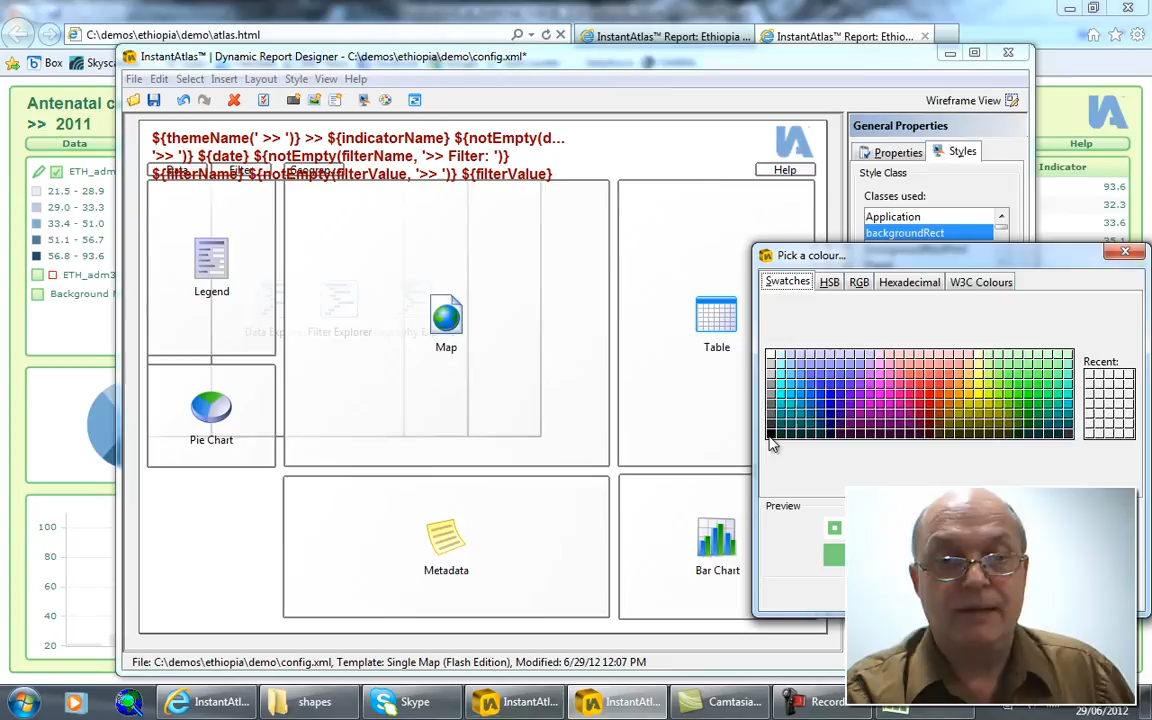 C:\demos\ethiopia\demo\atlas.html
InstantAtlas™ Report: Ethiopia ...
InstantAtlas™ Report: Ethio...
Box
InstantAtlas™ | Dynamic Report Designer - C:\demos\ethiopia\demo\config.xml*
File Edit Select Insert Layout Style View Help
Wireframe View
Antenatal c
>> 2011
Data
ETH_adm
21.5 - 28.9
29.0 - 33.3
33.4 - 51.0
51.1 - 56.7
56.8 - 93.6
ETH_adm3
Background
100
80
60
40
20
${themeName(' >> ')} >> ${indicatorName} ${notEmpty(d...
'>> ')} ${date} ${notEmpty(filterName, '>> Filter: ')}
${filterName} ${notEmpty(filterValue, '>> ')} ${filterValue}
Help
Legend
Filter Explorer
Map
Table
Pie Chart
Metadata
Bar Chart
General Properties
Properties
Styles
Style Class
Classes used:
Application
backgroundRect
Help
Indicator
93.6
32.3
33.6
Pick a colour...
Swatches HSB RGB Hexadecimal W3C Colours
Recent:
Preview
File: C:\demos\ethiopia\demo\config.xml, Template: Single Map (Flash Edition), Modified: 6/29/12 12:07 PM
InstantAtl...
shapes
Skype
InstantAtl...
InstantAtl...
Camtasia...
Record
29/06/2012